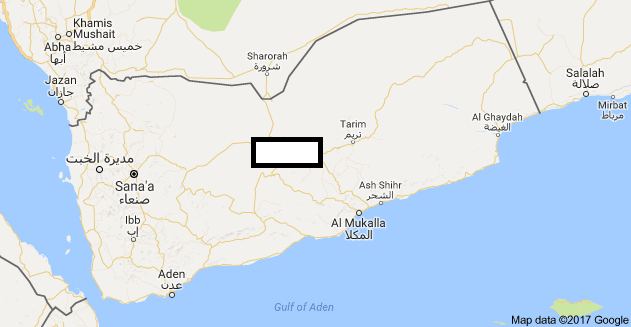 Khamis
Mushait
خميس مشيط
Abha
أبها
Sharorah
شرورة
Jazan
جازان
Salalah
صلالة
Mirbat
مرباط
Al Ghaydah
الغيضة
Tarim
تريم
مديرية الخبت
Sana'a
صنعاء
Ash Shihr
الشحر
Ibb
إب
Al Mukalla
المكلا
Aden
عدن
Gulf of Aden
Map data ©2017 Google